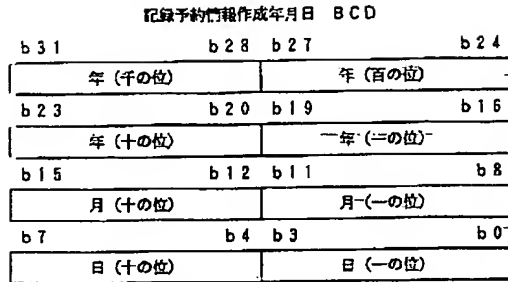 記録予約情報作成年月日 BCD
b31 b28 b27 b24
年(千の位) 年(百の位)
b23 b20 b19 b16
年(十の位) 年(一の位)
b15 b12 b11 b8
月(十の位) 月(一の位)
b7 b4 b3 b0
日(十の位) 日(一の位)